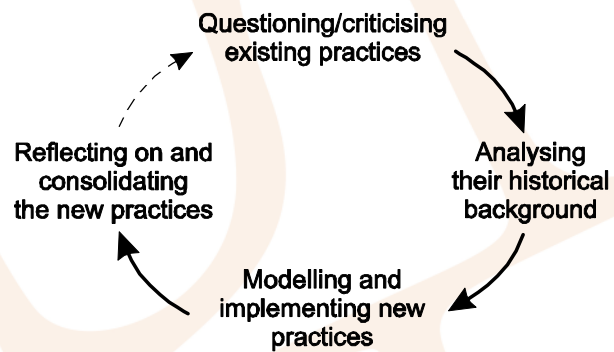 Questioning/criticising
existing practices
Analysing
their historical
background
Modelling and
implementing new
practices
Reflecting on and
consolidating
the new practices